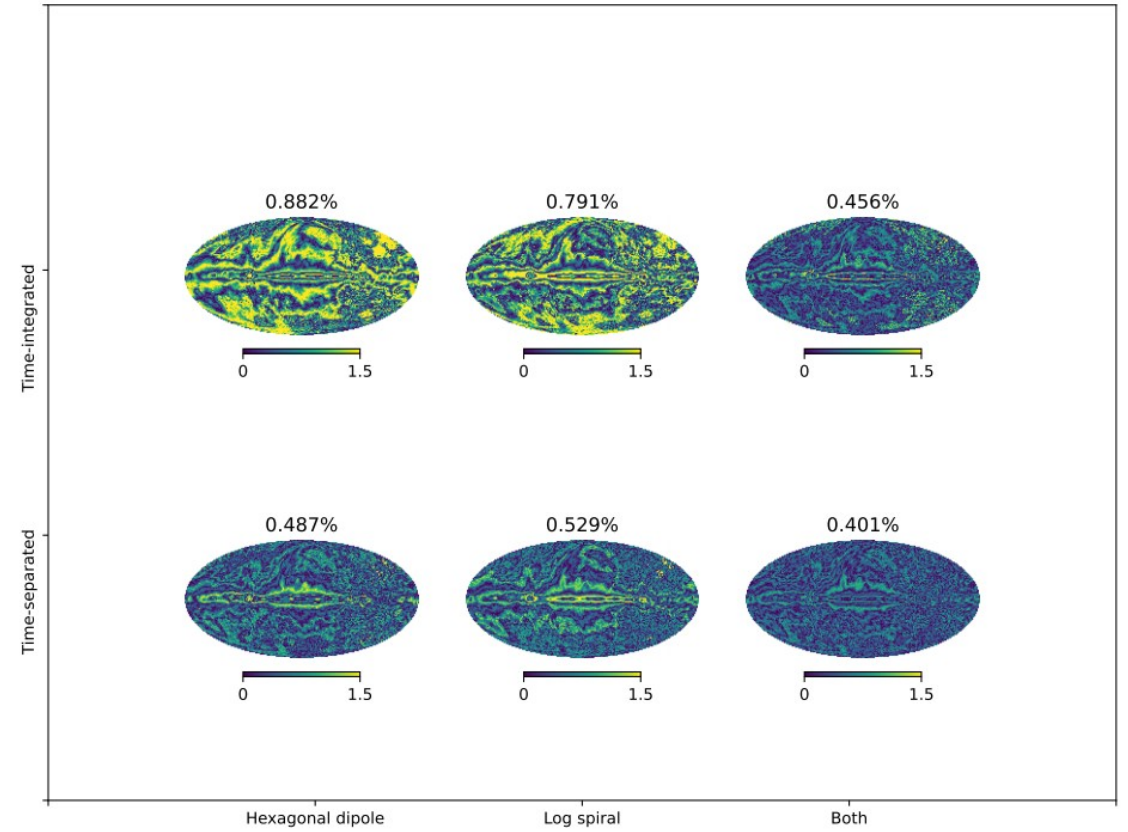 0.882% 0.791% 0.456%
Time-integrated
0 1.5 0 1.5 0 1.5
0.487% 0.529% 0.401%
Time-separated
0 1.5 0 1.5 0 1.5
Hexagonal dipole Log spiral Both